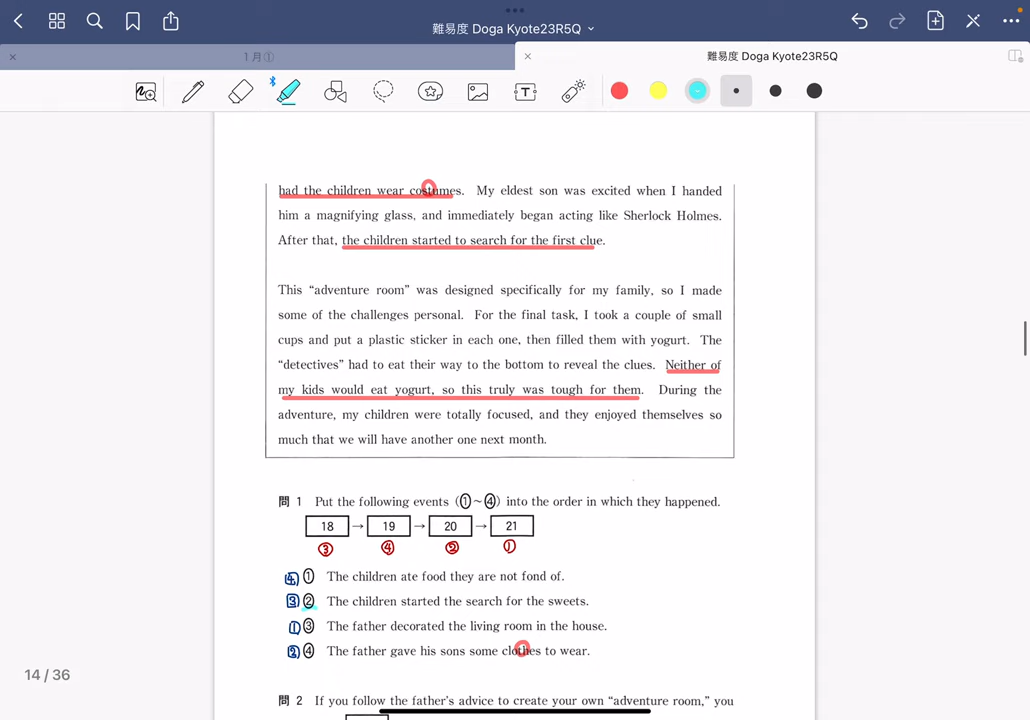 難易度 Doga Kyote23R5Q
1 月①
難易度 Doga Kyote23R5Q
had the children wear costumes. My eldest son was excited when I handed
him a magnifying glass, and immediately began acting like Sherlock Holmes.
After that, the children started to search for the first clue.
This “adventure room” was designed specifically for my family, so I made
some of the challenges personal. For the final task, I took a couple of small
cups and put a plastic sticker in each one, then filled them with yogurt. The
“detectives” had to eat their way to the bottom to reveal the clues. Neither of
my kids would eat yogurt, so this truly was tough for them. During the
adventure, my children were totally focused, and they enjoyed themselves so
much that we will have another one next month.
問 1 Put the following events (①~④) into the order in which they happened.
18 → 19 → 20 → 21
③ ④ ② ①
4 ① The children ate food they are not fond of.
3 ② The children started the search for the sweets.
1 ③ The father decorated the living room in the house.
2 ④ The father gave his sons some clothes to wear.
14 / 36
問 2 If you follow the father's advice to create your own “adventure room,” you